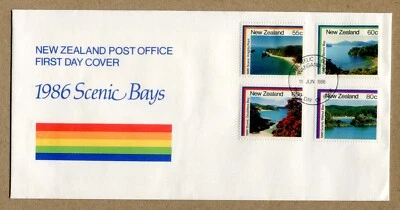 NEW ZEALAND POST OFFICE
FIRST DAY COVER
1986 Scenic Bays
New Zealand 55c
New Zealand 60c
New Zealand
New Zealand 80c
11 JUN 1986